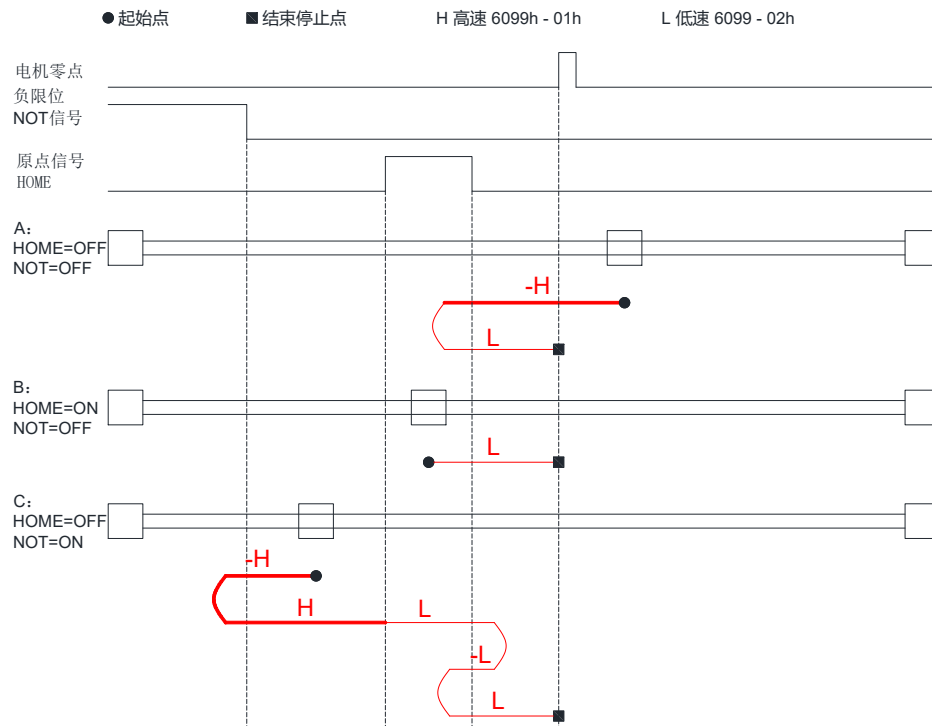 起始点 结束停止点 H 高速 6099h - 01h L 低速 6099 - 02h
电机零点
负限位
NOT信号
原点信号
HOME
A:
HOME=OFF
NOT=OFF
-H
L
B:
HOME=ON
NOT=OFF
L
C:
HOME=OFF
NOT=ON
-H
H L
-L
L